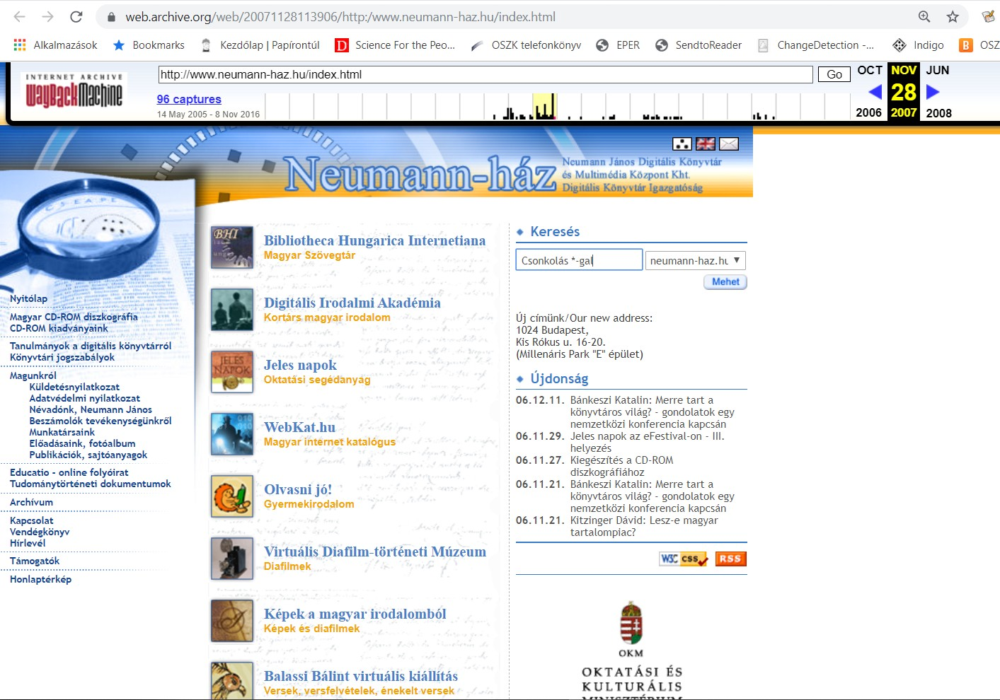 web.archive.org/web/20071128113906/http:/www.neumann-haz.hu/index.html
Alkalmazások
Bookmarks
Kezdőlap | Papírontúl
D
Science For the Peo...
OSZK telefonkönyv
EPER
SendtoReader
ChangeDetection -...
Indigo
B
OSZ
INTERNET ARCHIVE
WayBackMachine
http://www.neumann-haz.hu/index.html
Go
OCT
NOV
JUN
96 captures
28
14 May 2005 - 8 Nov 2016
2006
2007
2008
Neumann-ház
Neumann János Digitális Könyvtár
és Multimédia Központ Kht.
Digitális Könyvtár Igazgatóság
Nyitólap
Magyar CD-ROM diszkográfia
CD-ROM kiadványaink
Tanulmányok a digitális könyvtárról
Könyvtári jogszabályok
Magunkról
Küldetésnyilatkozat
Adatvédelmi nyilatkozat
Névadónk, Neumann János
Beszámolók tevékenységünkről
Munkatársaink
Előadásaink, fotóalbum
Publikációk, sajtóanyagok
Educatio - online folyóirat
Tudománytörténeti dokumentumok
Archívum
Kapcsolat
Vendégkönyv
Hírlevél
Támogatók
Honlaptérkép
BHI
Bibliotheca Hungarica Internetiana
Magyar Szövegtár
Digitális Irodalmi Akadémia
Kortárs magyar irodalom
JELES
NAPOK
Jeles napok
Oktatási segédanyag
WebKat.hu
Magyar internet katalógus
Olvasni jó!
Gyermekirodalom
Virtuális Diafilm-történeti Múzeum
Diafilmek
Képek a magyar irodalomból
Képek és diafilmek
Balassi Bálint virtuális kiállítás
Versek, versfelvételek, énekelt versek
Keresés
Csonkolás *-gal
neumann-haz.hu
Mehet
Új címünk/Our new address:
1024 Budapest,
Kis Rókus u. 16-20.
(Millenáris Park "E" épület)
Újdonság
06.12.11. Bánkeszi Katalin: Merre tart a
könyvtáros világ? - gondolatok egy
nemzetközi konferencia kapcsán
06.11.29. Jeles napok az eFestival-on - III.
helyezés
06.11.27. Kiegészítés a CD-ROM
diszkográfiához
06.11.21. Bánkeszi Katalin: Merre tart a
könyvtáros világ? - gondolatok egy
nemzetközi konferencia kapcsán
06.11.21. Kitzinger Dávid: Lesz-e magyar
tartalompiac?
W3C css
RSS
OKM
OKTATÁSI ÉS
KULTURÁLIS
MINISZTÉRIUM